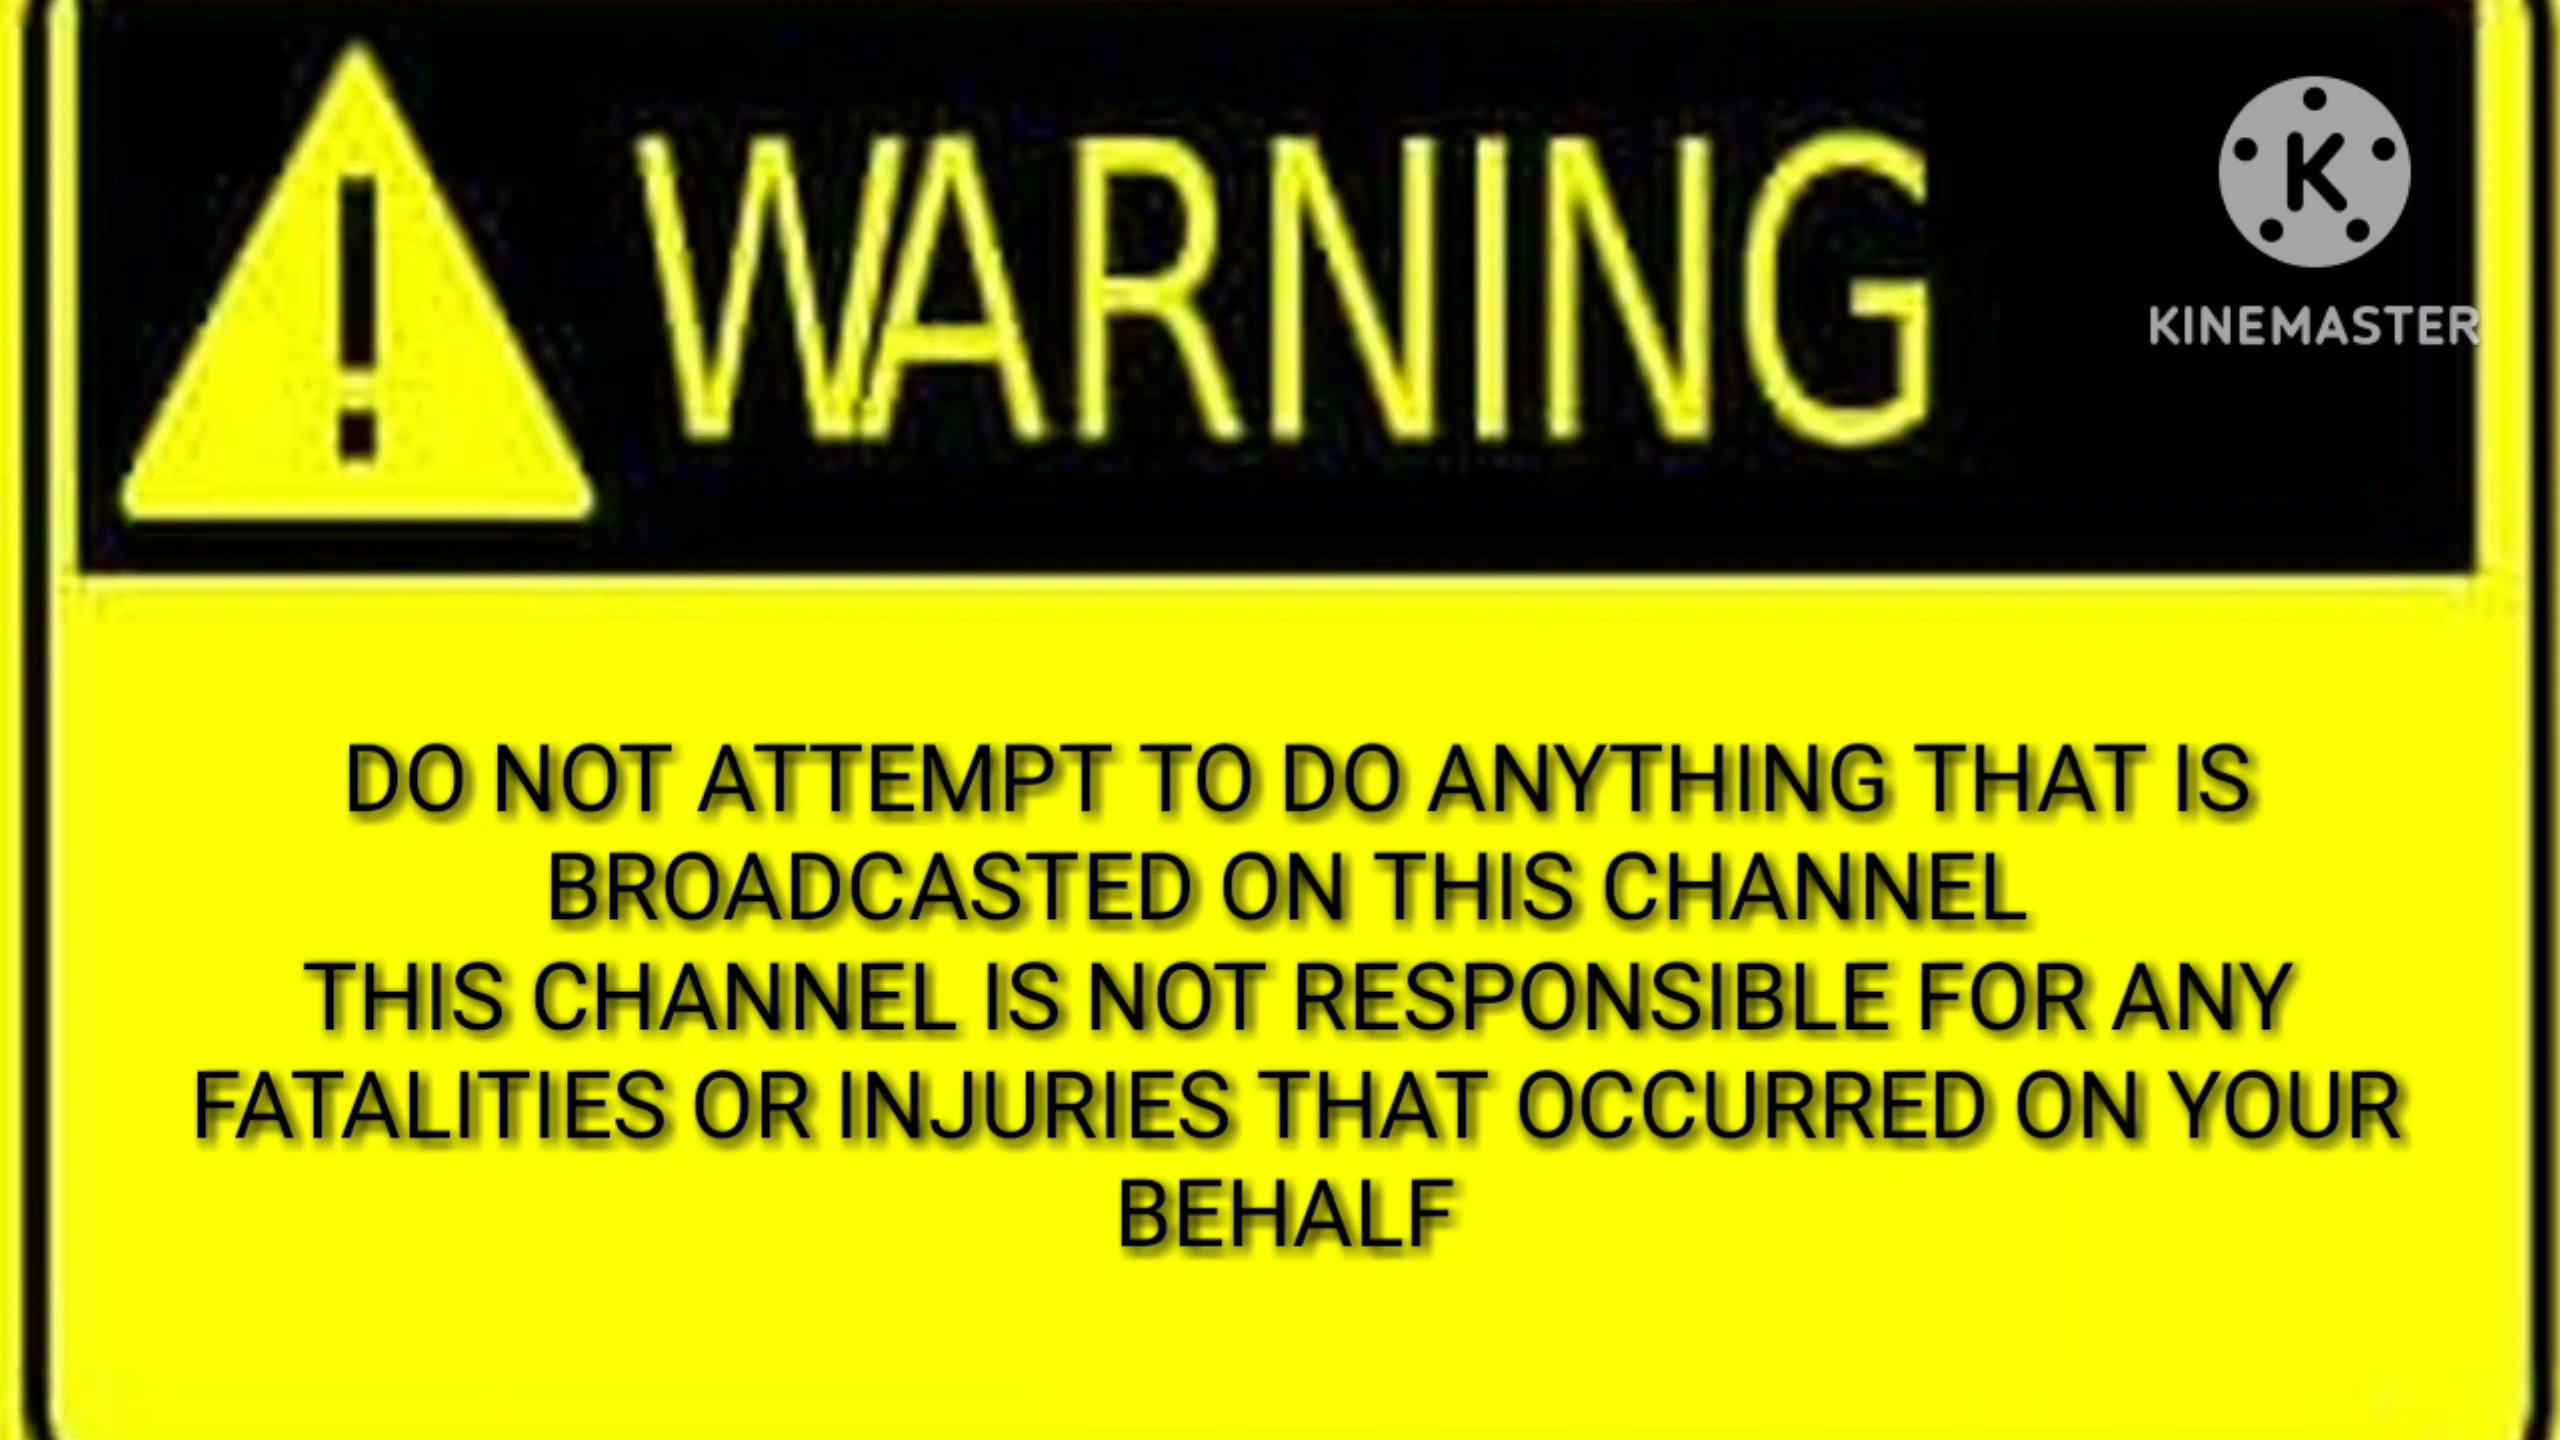 WARNING
K
KINEMASTER
DO NOT ATTEMPT TO DO ANYTHING THAT IS
BROADCASTED ON THIS CHANNEL
THIS CHANNEL IS NOT RESPONSIBLE FOR ANY
FATALITIES OR INJURIES THAT OCCURRED ON YOUR
BEHALF